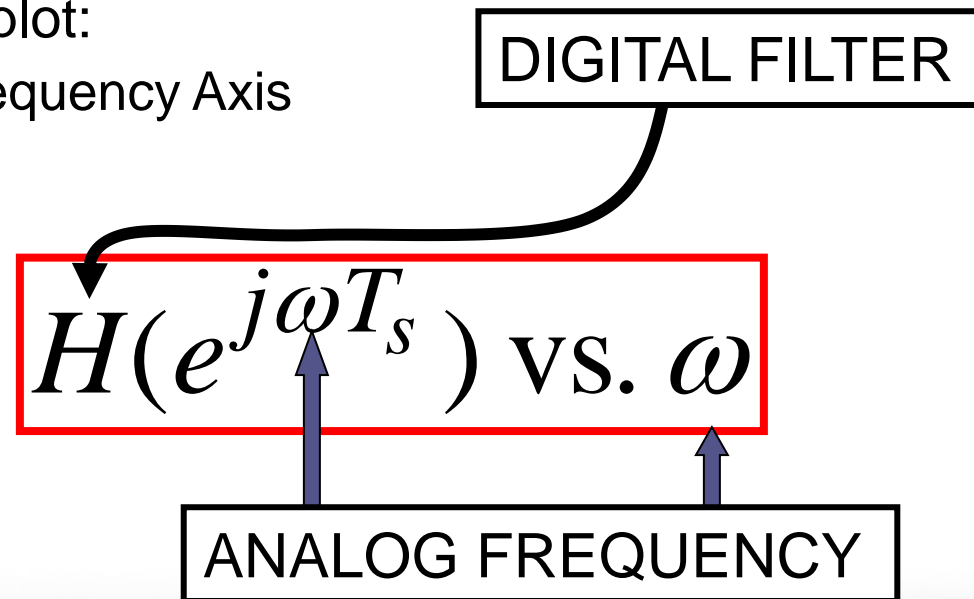 plot:
equency Axis
DIGITAL FILTER
H(e^{jωT_s}) vs. ω
ANALOG FREQUENCY